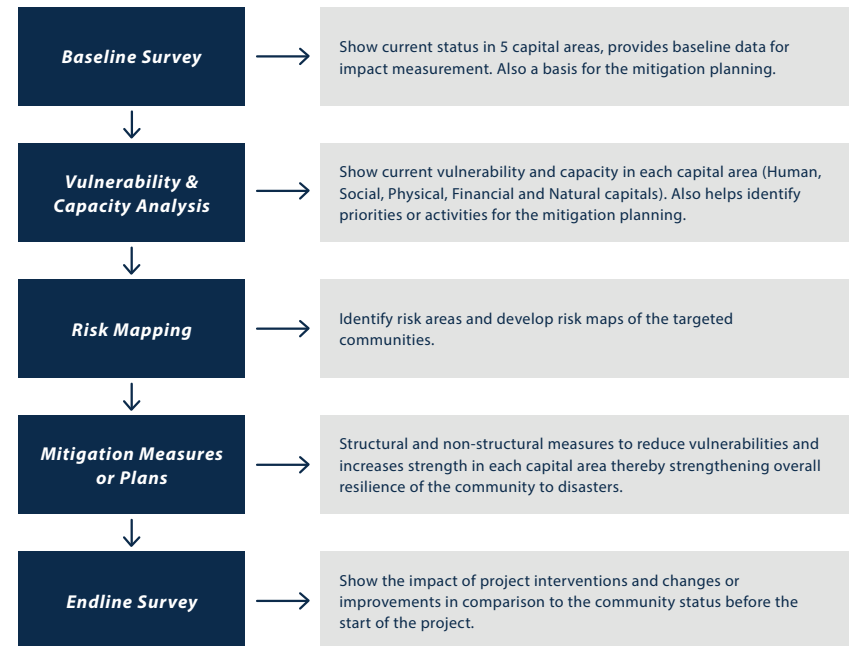 Baseline Survey
Show current status in 5 capital areas, provides baseline data for
impact measurement. Also a basis for the mitigation planning.
Vulnerability &
Capacity Analysis
Show current vulnerability and capacity in each capital area (Human,
Social, Physical, Financial and Natural capitals). Also helps identify
priorities or activities for the mitigation planning.
Risk Mapping
Identify risk areas and develop risk maps of the targeted
communities.
Mitigation Measures
or Plans
Structural and non-structural measures to reduce vulnerabilities and
increases strength in each capital area thereby strengthening overall
resilience of the community to disasters.
Endline Survey
Show the impact of project interventions and changes or
improvements in comparison to the community status before the
start of the project.